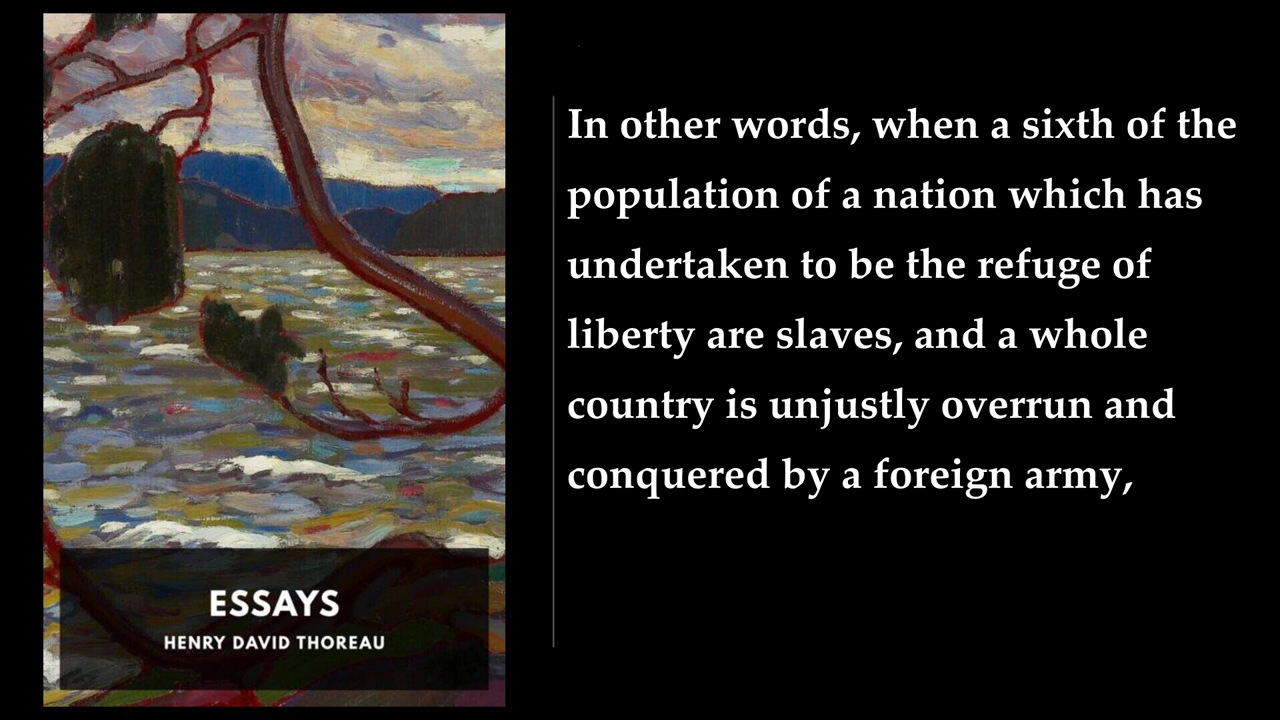 In other words, when a sixth of the
population of a nation which has
undertaken to be the refuge of
liberty are slaves, and a whole
country is unjustly overrun and
conquered by a foreign army,
ESSAYS
HENRY DAVID THOREAU